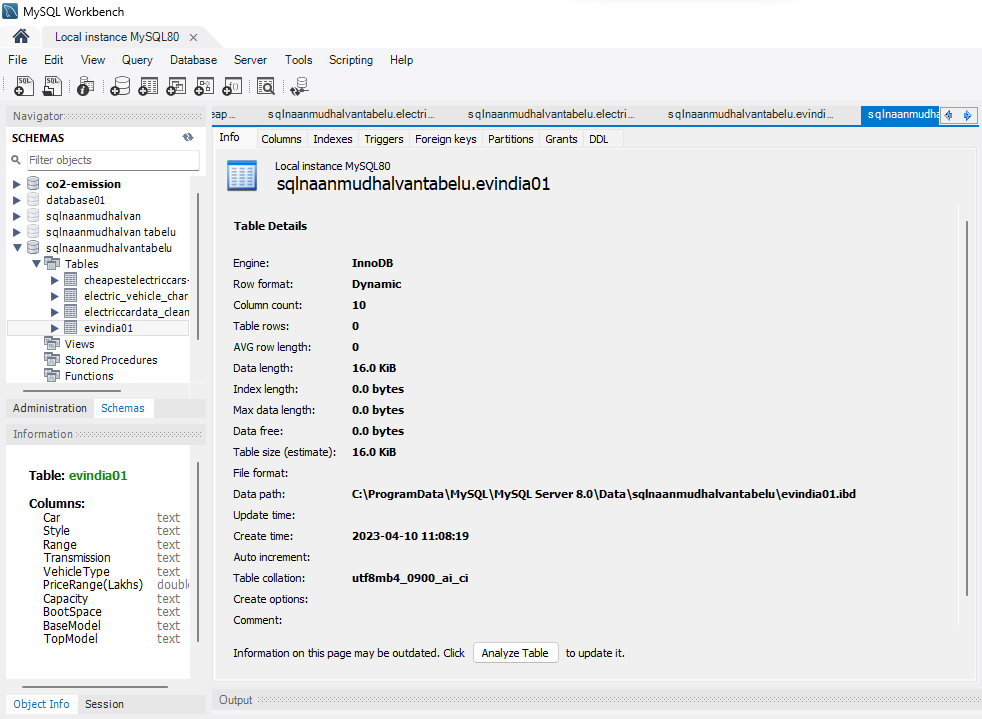 MySQL Workbench
Local instance MySQL80
File Edit View Query Database Server Tools Scripting Help
Navigator
SCHEMAS
Filter objects
co2-emission
database01
sqlnaanmudhalvan
sqlnaanmudhalvan tabelu
sqlnaanmudhalvantabelu
Tables
cheapestelectriccars-
electric_vehicle_char
electriccardata_clean
evindia01
Views
Stored Procedures
Functions
Administration Schemas
Information
Table: evindia01
Columns:
Car text
Style text
Range text
Transmission text
VehicleType text
PriceRange(Lakhs) double
Capacity text
BootSpace text
BaseModel text
TopModel text
Object Info Session
eap... sqlnaanmudhalvantabelu.electri... sqlnaanmudhalvantabelu.electri... sqlnaanmudhalvantabelu.evindi... sqlnaanmudha
Info Columns Indexes Triggers Foreign keys Partitions Grants DDL
Local instance MySQL80
sqlnaanmudhalvantabelu.evindia01
Table Details
Engine: InnoDB
Row format: Dynamic
Column count: 10
Table rows: 0
AVG row length: 0
Data length: 16.0 KiB
Index length: 0.0 bytes
Max data length: 0.0 bytes
Data free: 0.0 bytes
Table size (estimate): 16.0 KiB
File format:
Data path: C:\ProgramData\MySQL\MySQL Server 8.0\Data\sqlnaanmudhalvantabelu\evindia01.ibd
Update time:
Create time: 2023-04-10 11:08:19
Auto increment:
Table collation: utf8mb4_0900_ai_ci
Create options:
Comment:
Information on this page may be outdated. Click Analyze Table to update it.
Output